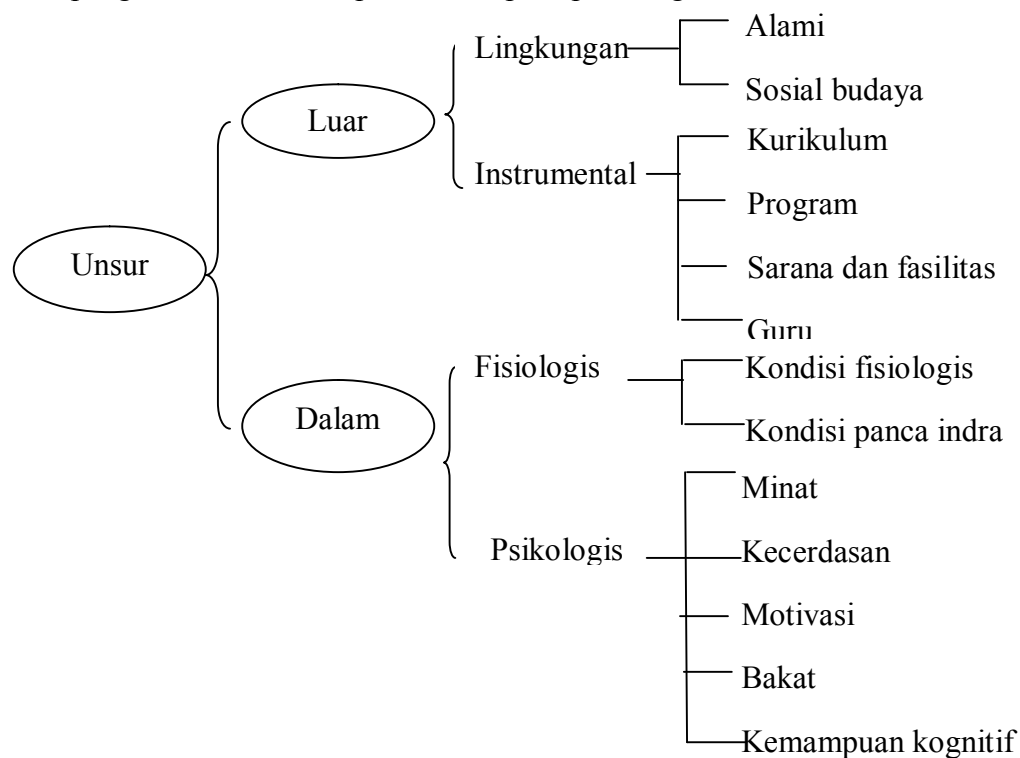 Alami
Lingkungan
Sosial budaya
Luar
Kurikulum
Instrumental
Program
Unsur
Sarana dan fasilitas
Guru
Fisiologis
Kondisi fisiologis
Dalam
Kondisi panca indra
Minat
Psikologis
Kecerdasan
Motivasi
Bakat
Kemampuan kognitif